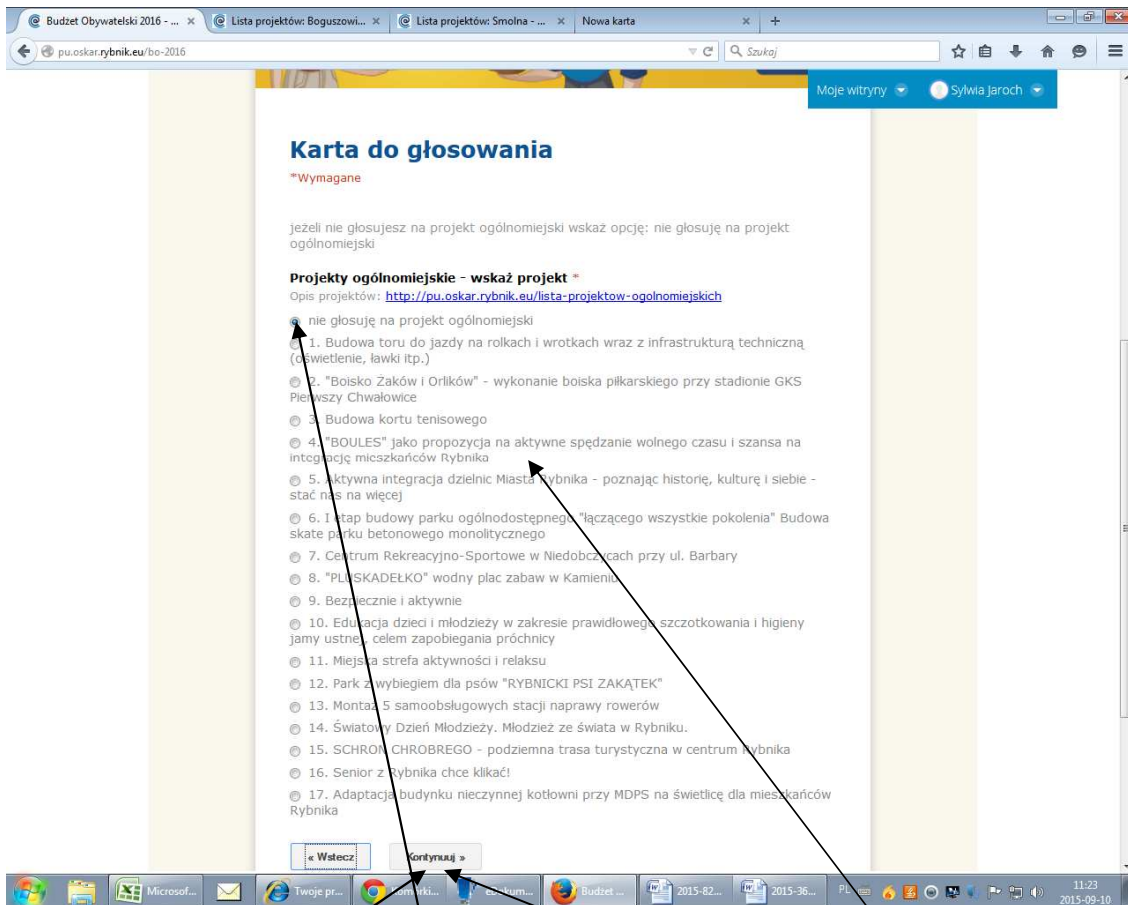 Budżet Obywatelski 2016 - ...
Lista projektów: Boguszowi...
Lista projektów: Smolna - ...
Nowa karta
pu.oskar.rybnik.eu/bo-2016
Szukaj
Moje witryny
Sylwia Jaroch
Karta do głosowania
*Wymagane
jeżeli nie głosujesz na projekt ogólnomiejski wskaż opcję: nie głosuję na projekt
ogólnomiejski
Projekty ogólnomiejskie - wskaż projekt *
Opis projektów: http://pu.oskar.rybnik.eu/lista-projektow-ogolnomiejskich
nie głosuję na projekt ogólnomiejski
1. Budowa toru do jazdy na rolkach i wrotkach wraz z infrastrukturą techniczną
(oświetlenie, ławki itp.)
2. "Boisko Żaków i Orlików" - wykonanie boiska piłkarskiego przy stadionie GKS
Pierwszy Chwałowice
3. Budowa kortu tenisowego
4. "BOULES" jako propozycja na aktywne spędzanie wolnego czasu i szansa na
integrację mieszkańców Rybnika
5. Aktywna integracja dzielnic Miasta Rybnika - poznając historię, kulturę i siebie -
stać nas na więcej
6. I etap budowy parku ogólnodostępnego "łączącego wszystkie pokolenia" Budowa
skate parku betonowego monolitycznego
7. Centrum Rekreacyjno-Sportowe w Niedobczycach przy ul. Barbary
8. "PLUSKADEŁKO" wodny plac zabaw w Kamieniu
9. Bezpiecznie i aktywnie
10. Edukacja dzieci i młodzieży w zakresie prawidłowego szczotkowania i higieny
jamy ustnej, celem zapobiegania próchnicy
11. Miejska strefa aktywności i relaksu
12. Park z wybiegiem dla psów "RYBNICKI PSI ZAKĄTEK"
13. Montaż 5 samoobsługowych stacji naprawy rowerów
14. Światowy Dzień Młodzieży. Młodzież ze świata w Rybniku.
15. SCHRON CHROBREGO - podziemna trasa turystyczna w centrum Rybnika
16. Senior z Rybnika chce klikać!
17. Adaptacja budynku nieczynnej kotłowni przy MDPS na świetlicę dla mieszkańców
Rybnika
« Wstecz
Kontynuuj »
Microsof...
Twoje pr...
Budżet ...
2015-82...
2015-36...
PL
11:23
2015-09-10